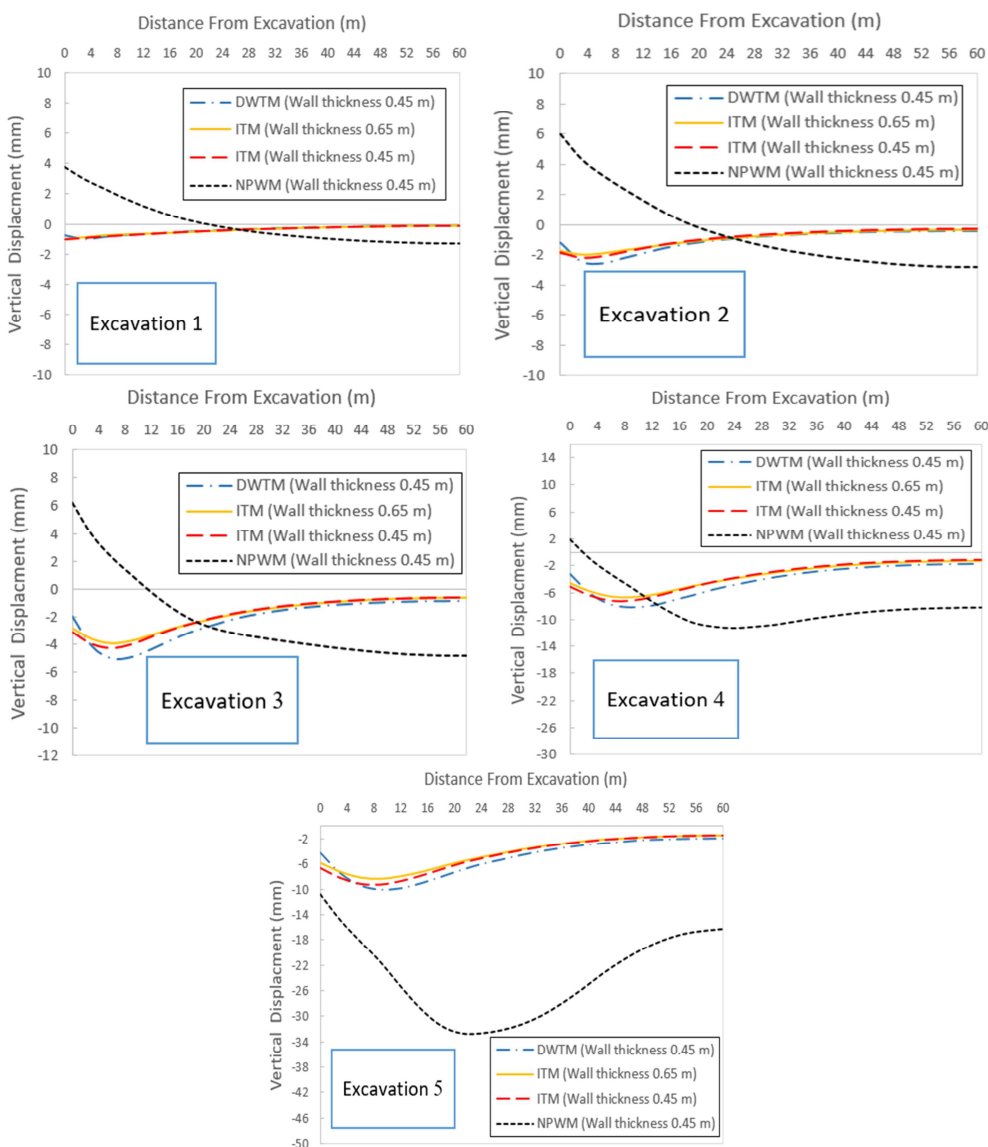 Distance From Excavation (m)
0 4 8 12 16 20 24 28 32 36 40 44 48 52 56 60
10
8
6
4
2
0
-2
-4
-6
-8
-10
Vertical Displacment (mm)
DWTM (Wall thickness 0.45 m)
ITM (Wall thickness 0.65 m)
ITM (Wall thickness 0.45 m)
NPWM (Wall thickness 0.45 m)
Excavation 1
Distance From Excavation (m)
0 4 8 12 16 20 24 28 32 36 40 44 48 52 56 60
10
8
6
4
2
0
-2
-4
-6
-8
-10
Vertical Displacment (mm)
DWTM (Wall thickness 0.45 m)
ITM (Wall thickness 0.65 m)
ITM (Wall thickness 0.45 m)
NPWM (Wall thickness 0.45 m)
Excavation 2
Distance From Excavation (m)
0 4 8 12 16 20 24 28 32 36 40 44 48 52 56 60
10
8
6
4
2
0
-2
-4
-6
-8
-10
-12
Vertical Displacment (mm)
DWTM (Wall thickness 0.45 m)
ITM (Wall thickness 0.65 m)
ITM (Wall thickness 0.45 m)
NPWM (Wall thickness 0.45 m)
Excavation 3
Distance From Excavation (m)
0 4 8 12 16 20 24 28 32 36 40 44 48 52 56 60
14
10
6
2
-2
-6
-10
-14
-18
-22
-26
-30
Vertical Displacment (mm)
DWTM (Wall thickness 0.45 m)
ITM (Wall thickness 0.65 m)
ITM (Wall thickness 0.45 m)
NPWM (Wall thickness 0.45 m)
Excavation 4
Distance From Excavation (m)
0 4 8 12 16 20 24 28 32 36 40 44 48 52 56 60
-2
-6
-10
-14
-18
-22
-26
-30
-34
-38
-42
-46
-50
Vertical Displacment (mm)
DWTM (Wall thickness 0.45 m)
ITM (Wall thickness 0.65 m)
ITM (Wall thickness 0.45 m)
NPWM (Wall thickness 0.45 m)
Excavation 5